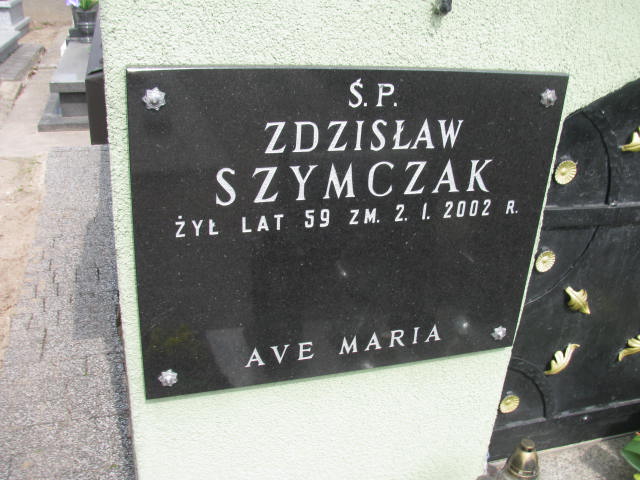 Ś.P.
ZDZISŁAW
SZYMCZAK
ŻYŁ LAT 59 ZM. 2. I. 2002 R.
AVE MARIA